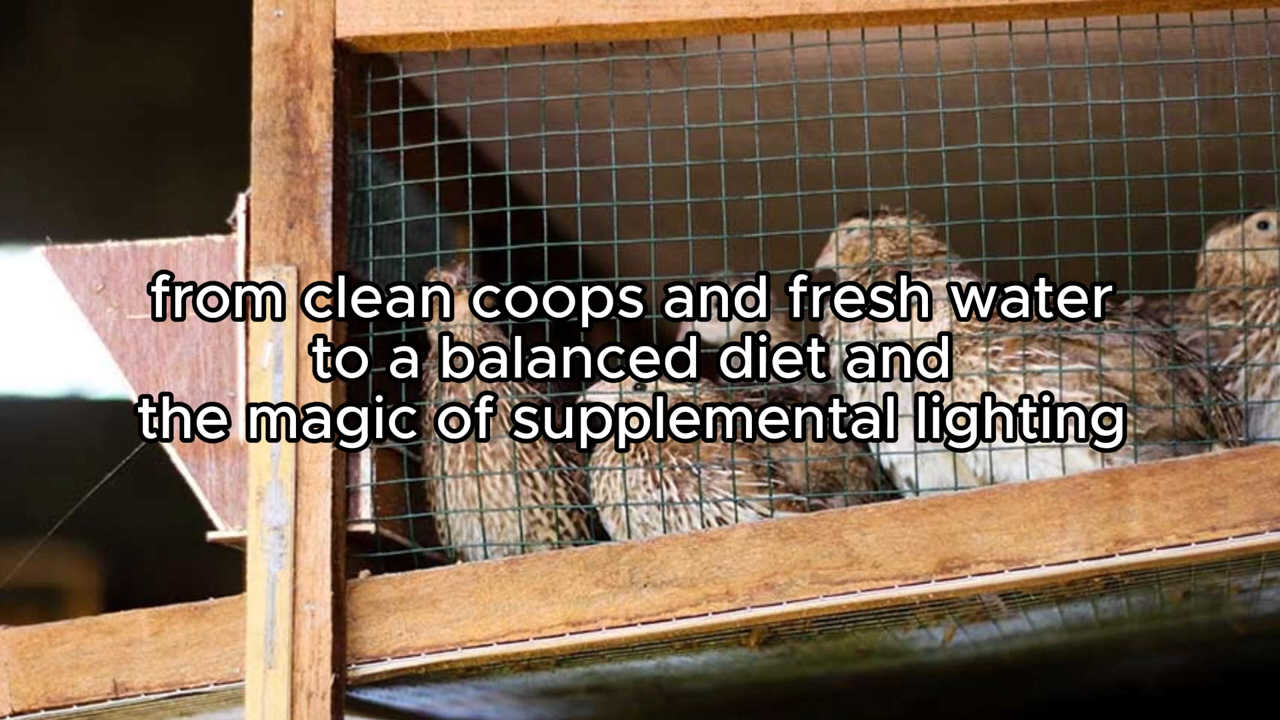 from clean coops and fresh water
to a balanced diet and
the magic of supplemental lighting